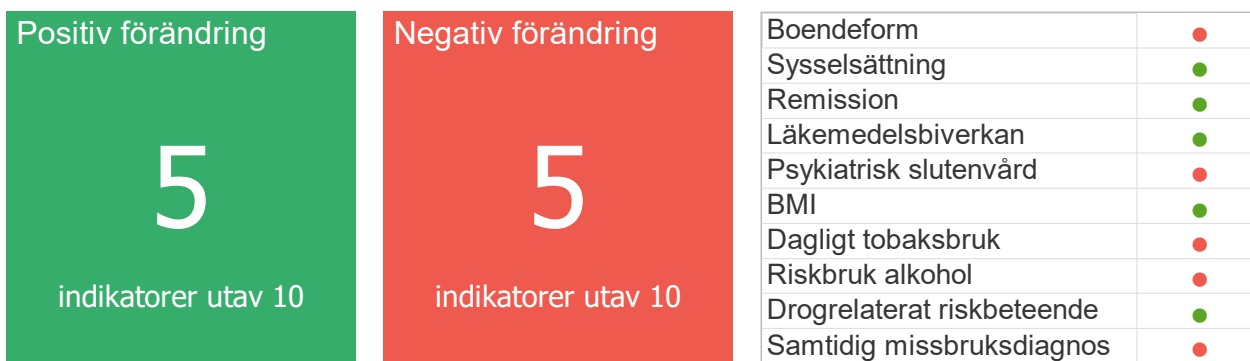 Positiv förändring
5
indikatorer utav 10
Negativ förändring
5
indikatorer utav 10
Boendeform
Sysselsättning
Remission
Läkemedelsbiverkan
Psykiatrisk slutenvård
BMI
Dagligt tobaksbruk
Riskbruk alkohol
Drogrelaterat riskbeteende
Samtidig missbruksdiagnos